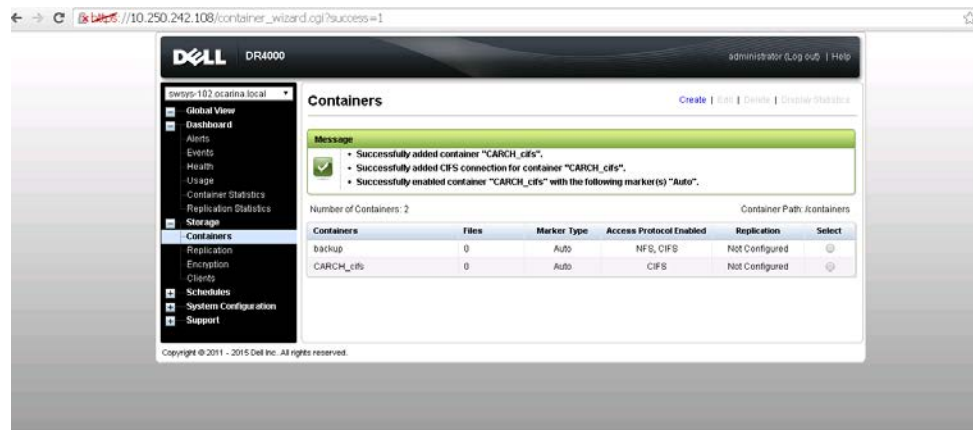 https://10.250.242.108/container_wizard.cgi?success=1
DELL DR4000
administrator (Log out) | Help
swsys-102.ocarina.local
Global View
Dashboard
Alerts
Events
Health
Usage
Container Statistics
Replication Statistics
Storage
Containers
Replication
Encryption
Clients
Schedules
System Configuration
Support
Containers
Create | Edit | Delete | Display Statistics
Message
• Successfully added container "CARCH_cifs".
• Successfully added CIFS connection for container "CARCH_cifs".
• Successfully enabled container "CARCH_cifs" with the following marker(s) "Auto".
Number of Containers: 2 Container Path: /containers
Containers Files Marker Type Access Protocol Enabled Replication Select
backup 0 Auto NFS, CIFS Not Configured
CARCH_cifs 0 Auto CIFS Not Configured
Copyright © 2011 - 2015 Dell Inc. All rights reserved.